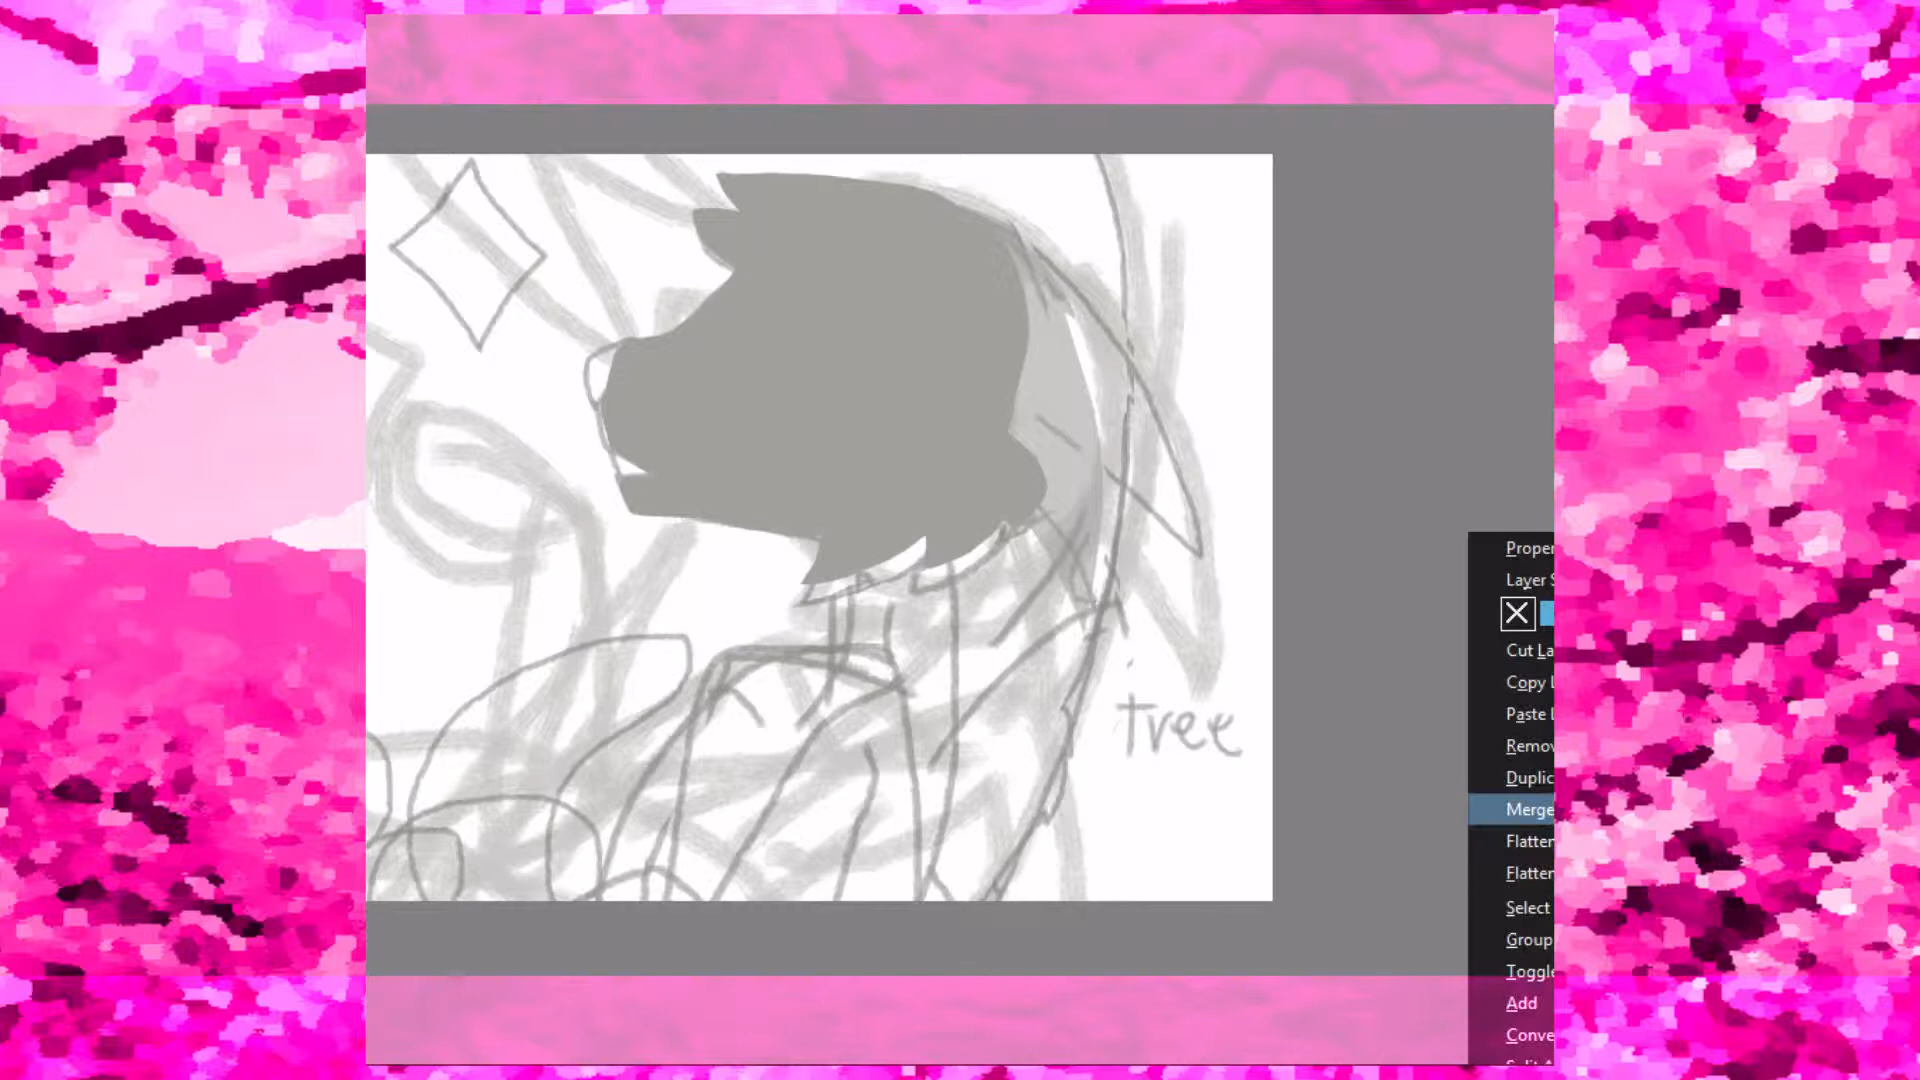 tree
Proper
Layer S
Cut La
Copy L
Paste L
Remov
Duplic
Merge
Flatten
Flatten
Select
Group
Toggle
Add
Conve